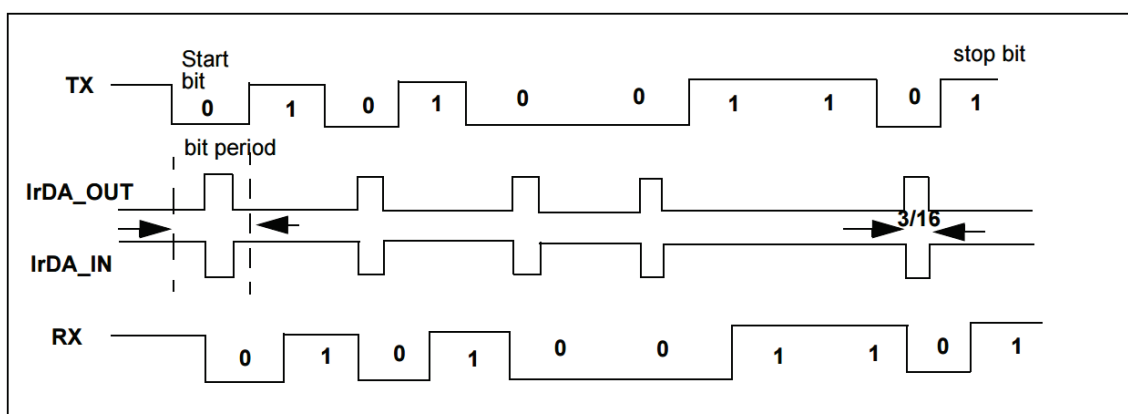 Start
bit
stop bit
TX
0 1 0 1 0 0 1 1 0 1
bit period
IrDA_OUT
3/16
IrDA_IN
RX
0 1 0 1 0 0 1 1 0 1